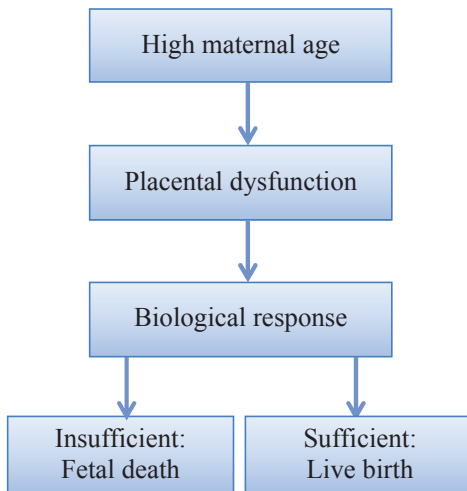 High maternal age
Placental dysfunction
Biological response
Insufficient:
Fetal death
Sufficient:
Live birth